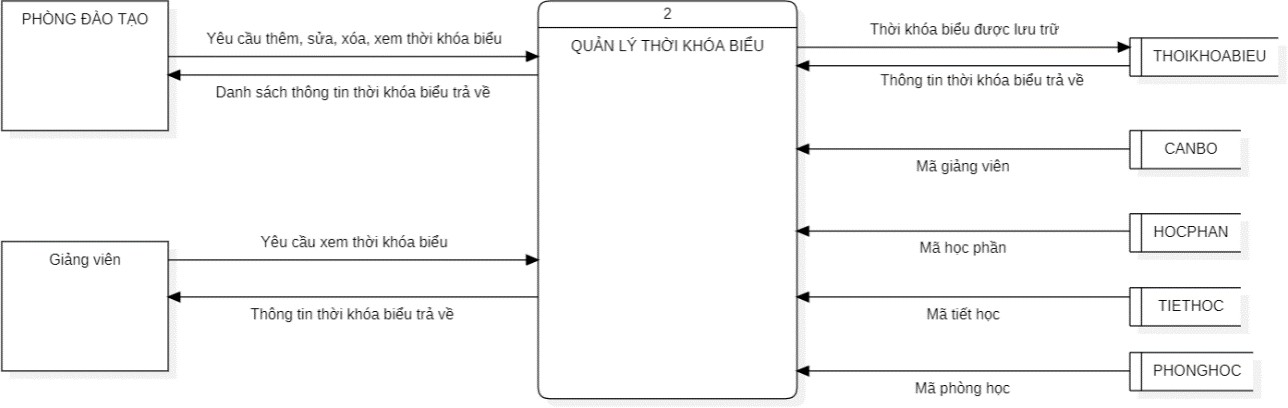 PHÒNG ĐÀO TẠO
Yêu cầu thêm, sửa, xóa, xem thời khóa biểu
Danh sách thông tin thời khóa biểu trả về
2
QUẢN LÝ THỜI KHÓA BIỂU
Thời khóa biểu được lưu trữ
THOIKHOABIEU
Thông tin thời khóa biểu trả về
CANBO
Mã giảng viên
HOCPHAN
Mã học phần
Giảng viên
Yêu cầu xem thời khóa biểu
Thông tin thời khóa biểu trả về
TIETHOC
Mã tiết học
PHONGHOC
Mã phòng học